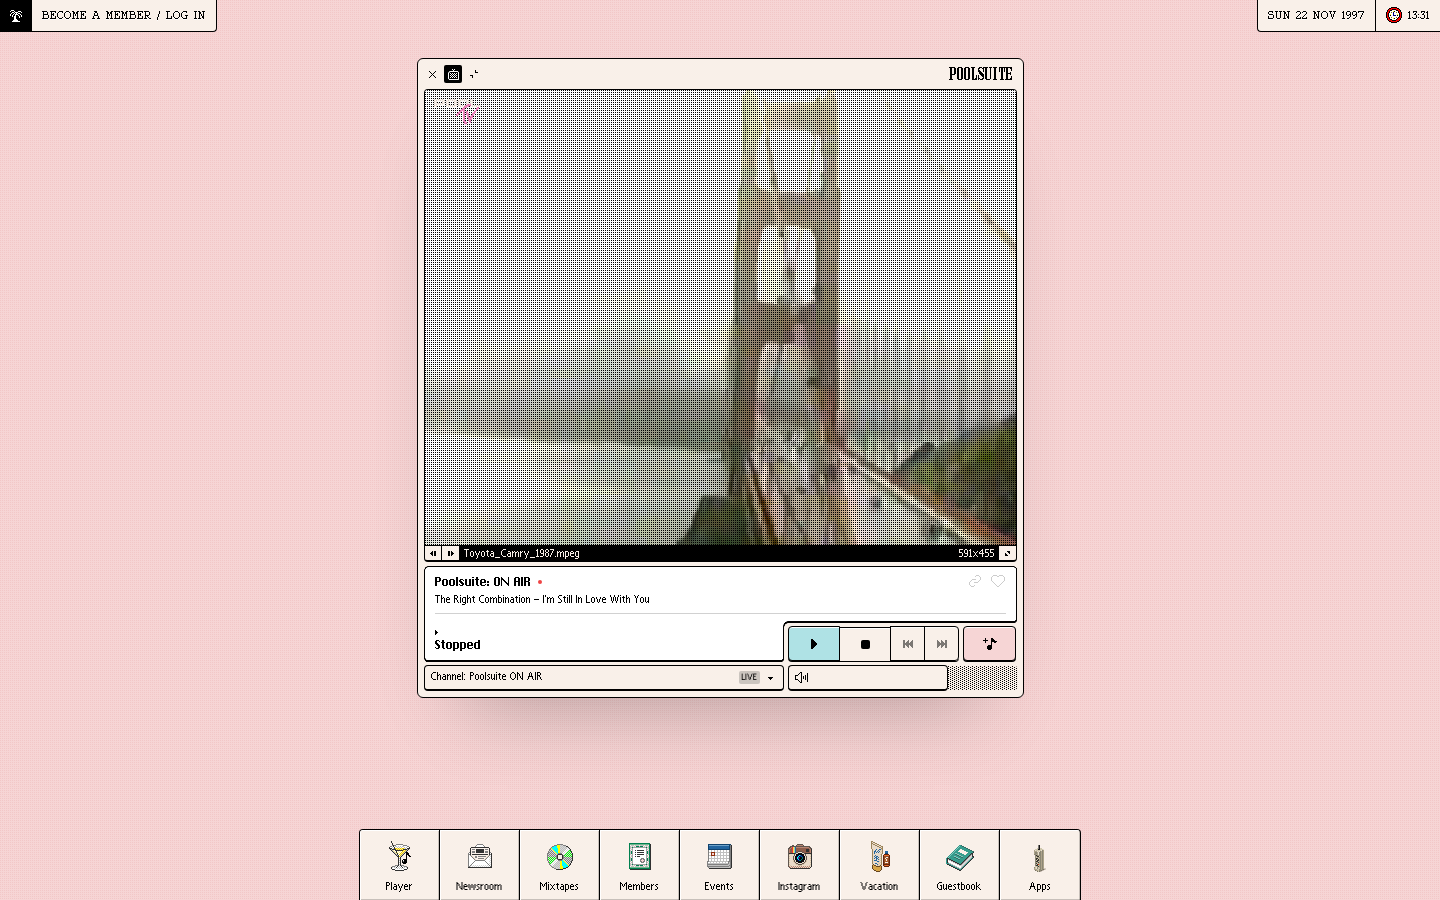 BECOME A MEMBER / LOG IN
SUN 22 NOV 1997
13:31
POOLSUITE
Toyota_Camry_1987.mpeg
591x455
Poolsuite: ON AIR
The Right Combination – I'm Still In Love With You
Stopped
Channel: Poolsuite ON AIR
LIVE
Player
Newsroom
Mixtapes
Members
Events
Instagram
Vacation
Guestbook
Apps